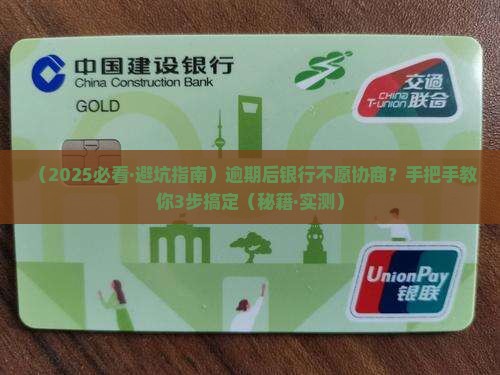 中国建设银行
China Construction Bank
GOLD
交通
联合
CHINA
T-UNION
（2025必看·避坑指南）逾期后银行不愿协商？手把手教
你3步搞定（秘籍·实测）
UnionPay
银联